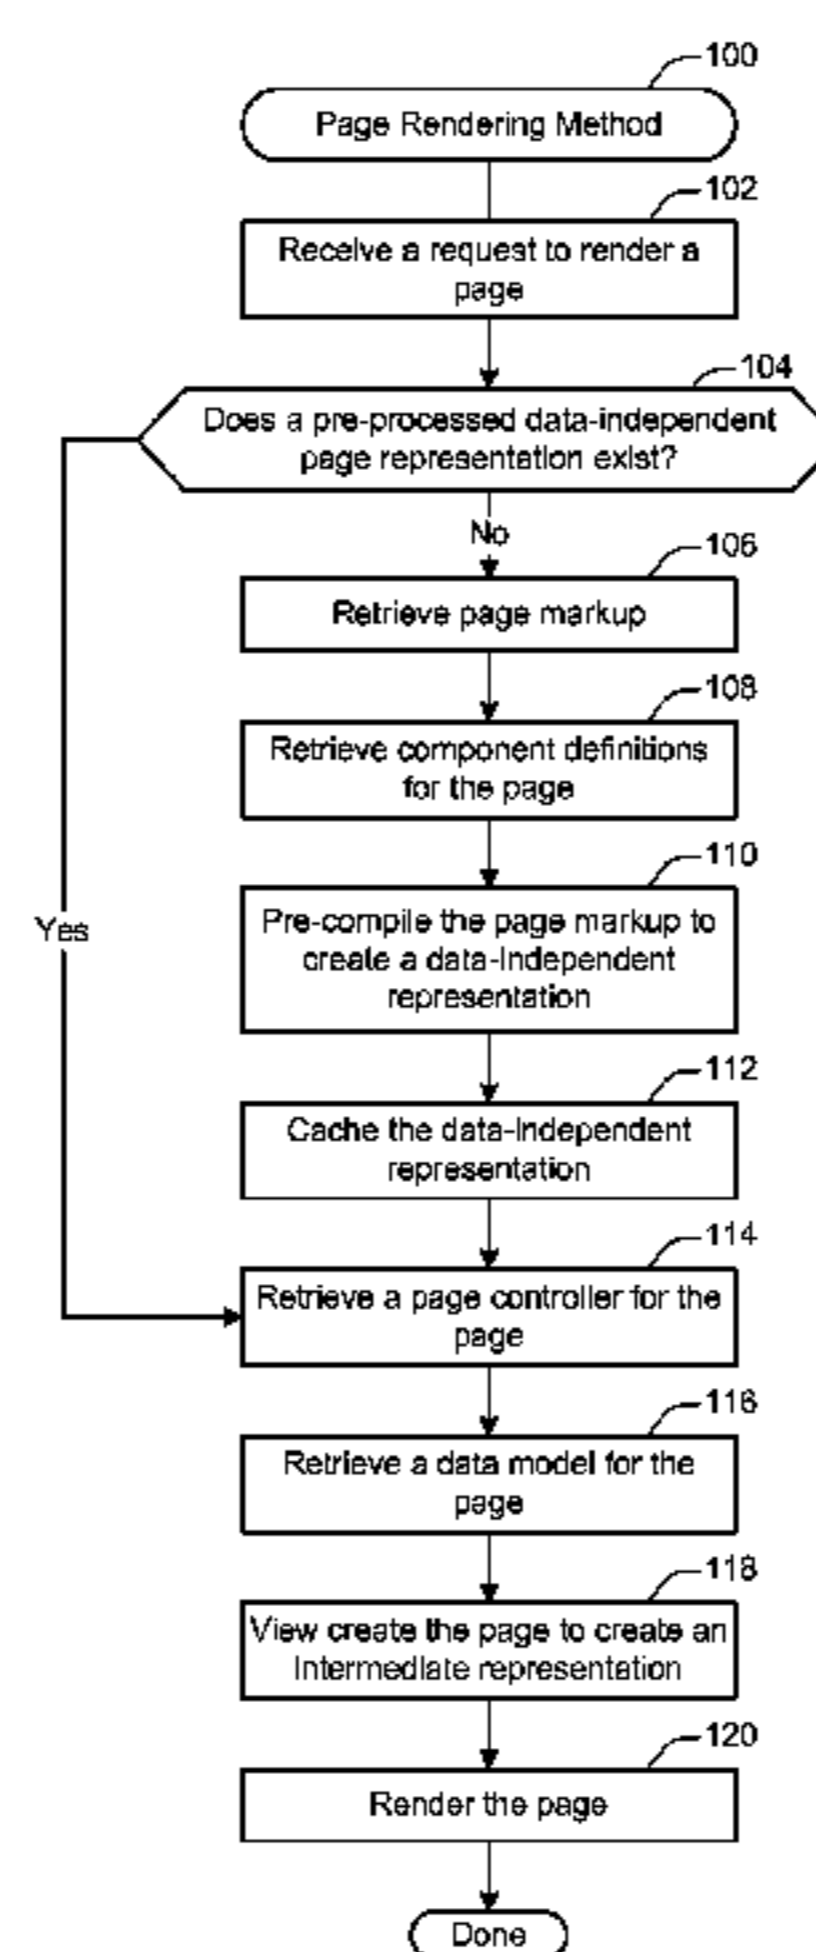 100
Page Rendering Method
102
Receive a request to render a
page
104
Does a pre-processed data-independent
page representation exist?
No
106
Retrieve page markup
108
Retrieve component definitions
for the page
110
Pre-compile the page markup to
create a data-independent
representation
Yes
112
Cache the data-independent
representation
114
Retrieve a page controller for the
page
116
Retrieve a data model for the
page
118
View create the page to create an
intermediate representation
120
Render the page
Done